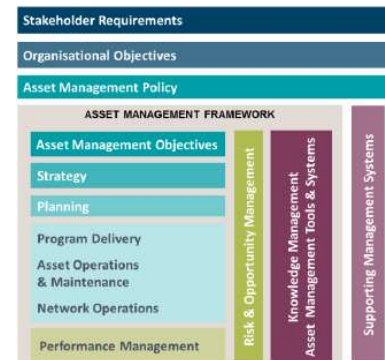 Stakeholder Requirements
Organisational Objectives
Asset Management Policy
ASSET MANAGEMENT FRAMEWORK
Asset Management Objectives
Strategy
Planning
Program Delivery
Asset Operations
& Maintenance
Network Operations
Performance Management
Risk & Opportunity Management
Knowledge Management
Asset Management Tools & Systems
Supporting Management Systems